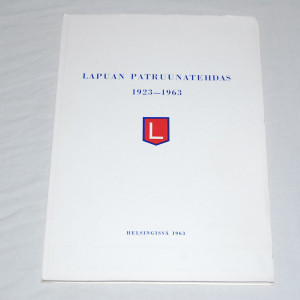 LAPUAN PATRUUNATEHDAS
1923—1963
L
HELSINGISSÄ 1963